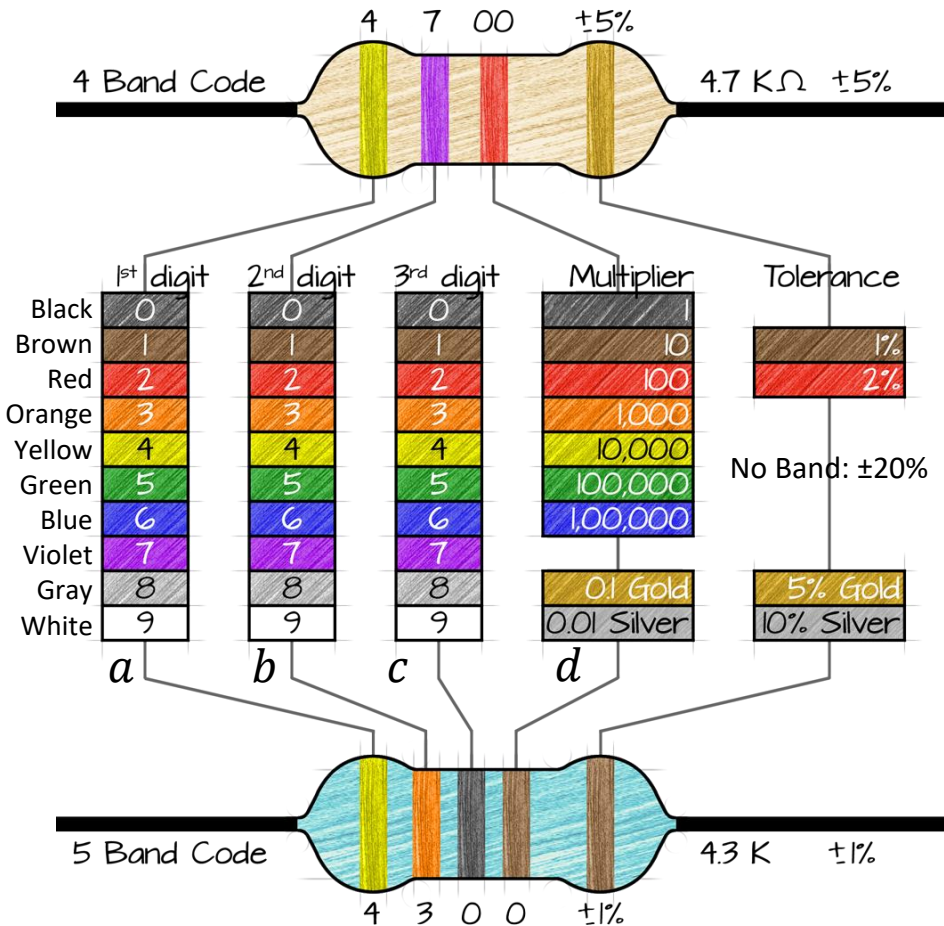 4 7 00 ±5%
4 Band Code 4.7 KΩ ±5%
1st digit 2nd digit 3rd digit Multiplier Tolerance
Black 0 0 0 1
Brown 1 1 1 10 1%
Red 2 2 2 100 2%
Orange 3 3 3 1,000
Yellow 4 4 4 10,000
No Band: ±20%
Green 5 5 5 100,000
Blue 6 6 6 1,00,000
Violet 7 7 7
Gray 8 8 8 0.1 Gold 5% Gold
White 9 9 9 0.01 Silver 10% Silver
a b c d
5 Band Code 4.3 K ±1%
4 3 0 0 ±1%